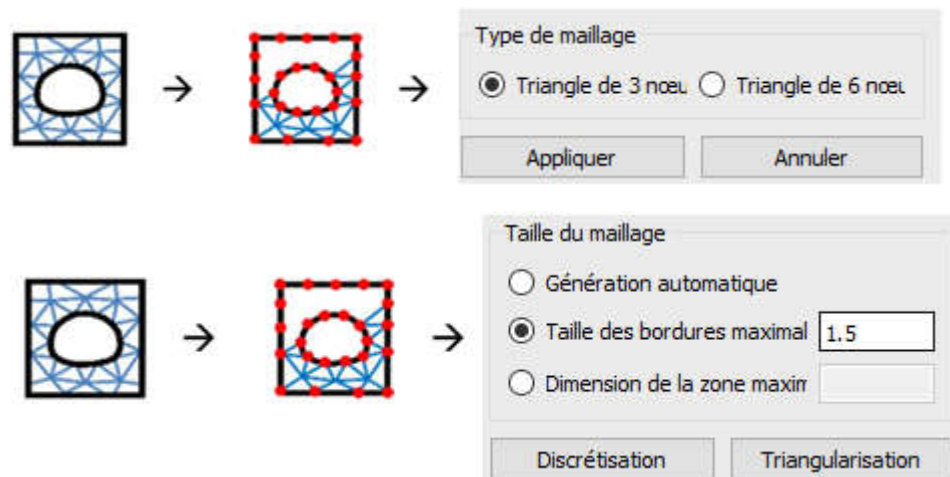 Type de maillage
Triangle de 3 nœu Triangle de 6 nœu
Appliquer Annuler
Taille du maillage
Génération automatique
Taille des bordures maximal 1.5
Dimension de la zone maxim
Discrétisation Triangularisation